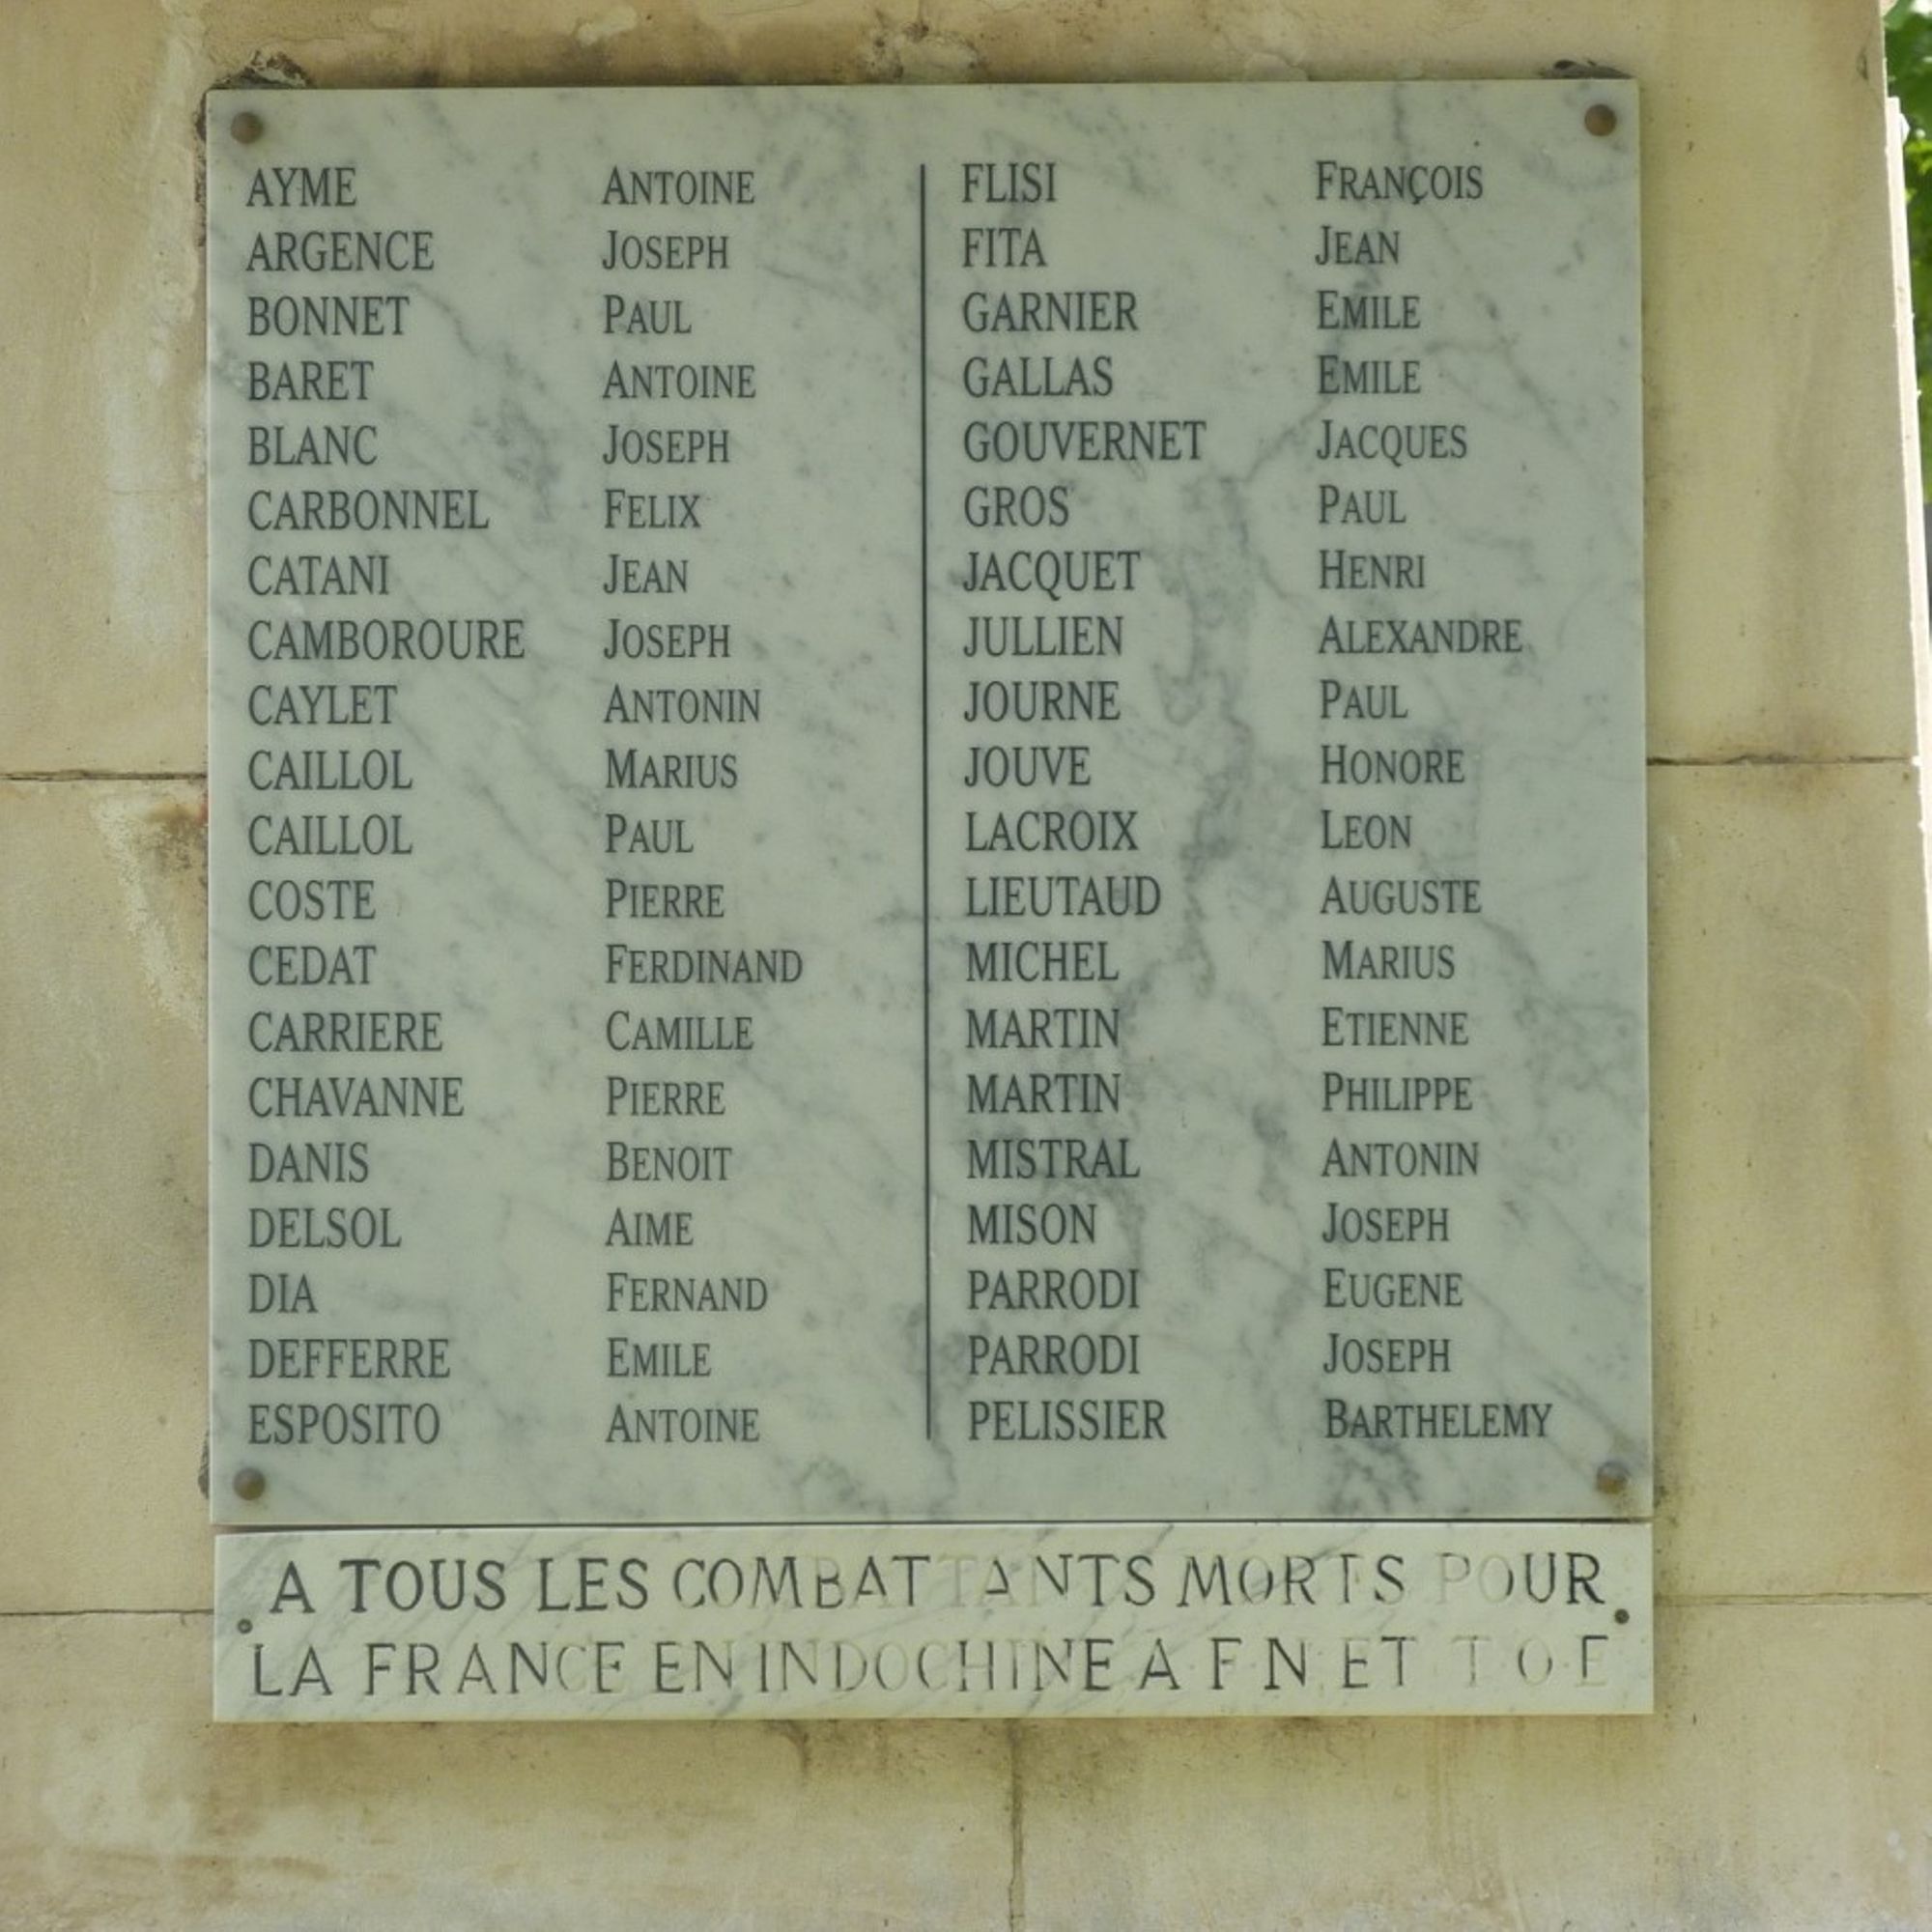 AYME ANTOINE
ARGENCE JOSEPH
BONNET PAUL
BARET ANTOINE
BLANC JOSEPH
CARBONNEL FELIX
CATANI JEAN
CAMBOROURE JOSEPH
CAYLET ANTONIN
CAILLOL MARIUS
CAILLOL PAUL
COSTE PIERRE
CEDAT FERDINAND
CARRIERE CAMILLE
CHAVANNE PIERRE
DANIS BENOIT
DELSOL AIME
DIA FERNAND
DEFFERRE EMILE
ESPOSITO ANTOINE
FLISI FRANÇOIS
FITA JEAN
GARNIER EMILE
GALLAS EMILE
GOUVERNET JACQUES
GROS PAUL
JACQUET HENRI
JULLIEN ALEXANDRE
JOURNE PAUL
JOUVE HONORE
LACROIX LEON
LIEUTAUD AUGUSTE
MICHEL MARIUS
MARTIN ETIENNE
MARTIN PHILIPPE
MISTRAL ANTONIN
MISON JOSEPH
PARRODI EUGENE
PARRODI JOSEPH
PELISSIER BARTHELEMY
A TOUS LES COMBATTANTS MORTS POUR
LA FRANCE EN INDOCHINE A F N ET T O E